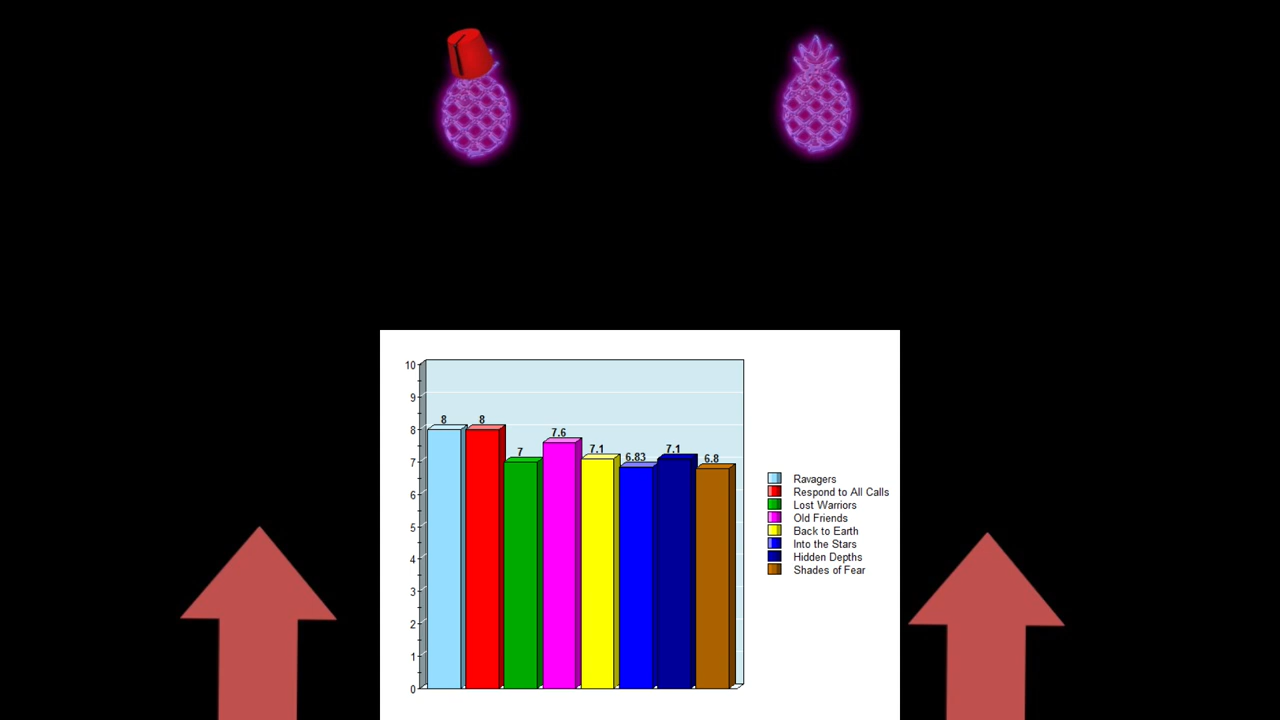 10
9
8
7
6
5
4
3
2
1
0
8
8
7
7.6
7.1
6.83
7.1
6.8
Ravagers
Respond to All Calls
Lost Warriors
Old Friends
Back to Earth
Into the Stars
Hidden Depths
Shades of Fear